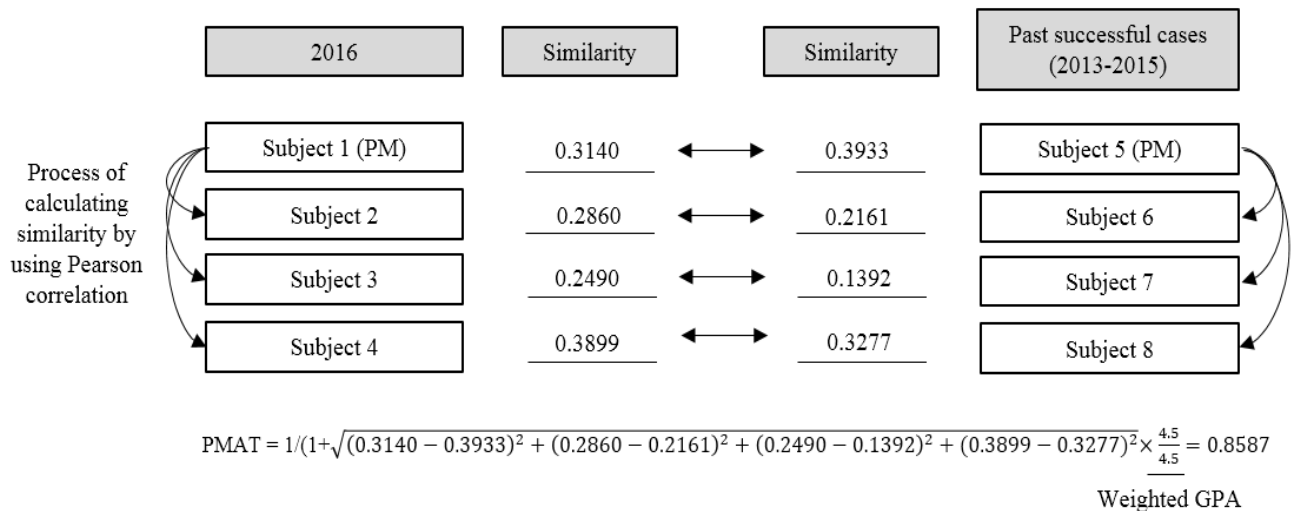 2016
Similarity
Similarity
Past successful cases
(2013-2015)
Process of
calculating
similarity by
using Pearson
correlation
Subject 1 (PM)
0.3140
0.3933
Subject 5 (PM)
Subject 2
0.2860
0.2161
Subject 6
Subject 3
0.2490
0.1392
Subject 7
Subject 4
0.3899
0.3277
Subject 8
PMAT = 1/(1+√(0.3140 − 0.3933)² + (0.2860 − 0.2161)² + (0.2490 − 0.1392)² + (0.3899 − 0.3277)² × 4.5/4.5 = 0.8587
Weighted GPA